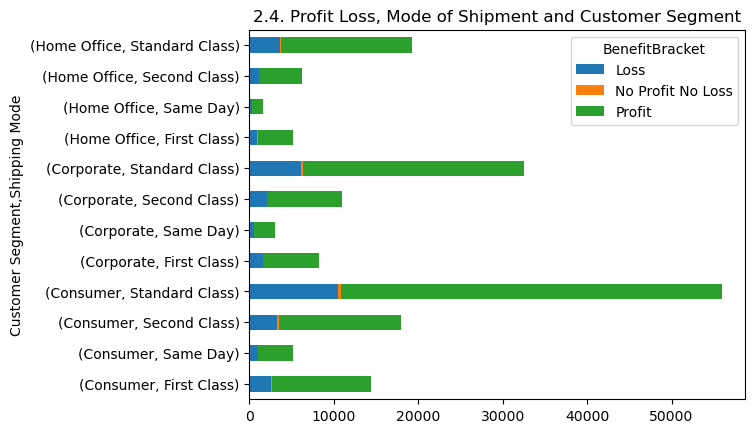 2.4. Profit Loss, Mode of Shipment and Customer Segment
(Home Office, Standard Class)
(Home Office, Second Class)
(Home Office, Same Day)
(Home Office, First Class)
(Corporate, Standard Class)
(Corporate, Second Class)
(Corporate, Same Day)
(Corporate, First Class)
(Consumer, Standard Class)
(Consumer, Second Class)
(Consumer, Same Day)
(Consumer, First Class)
Customer Segment,Shipping Mode
BenefitBracket
Loss
No Profit No Loss
Profit
0 10000 20000 30000 40000 50000